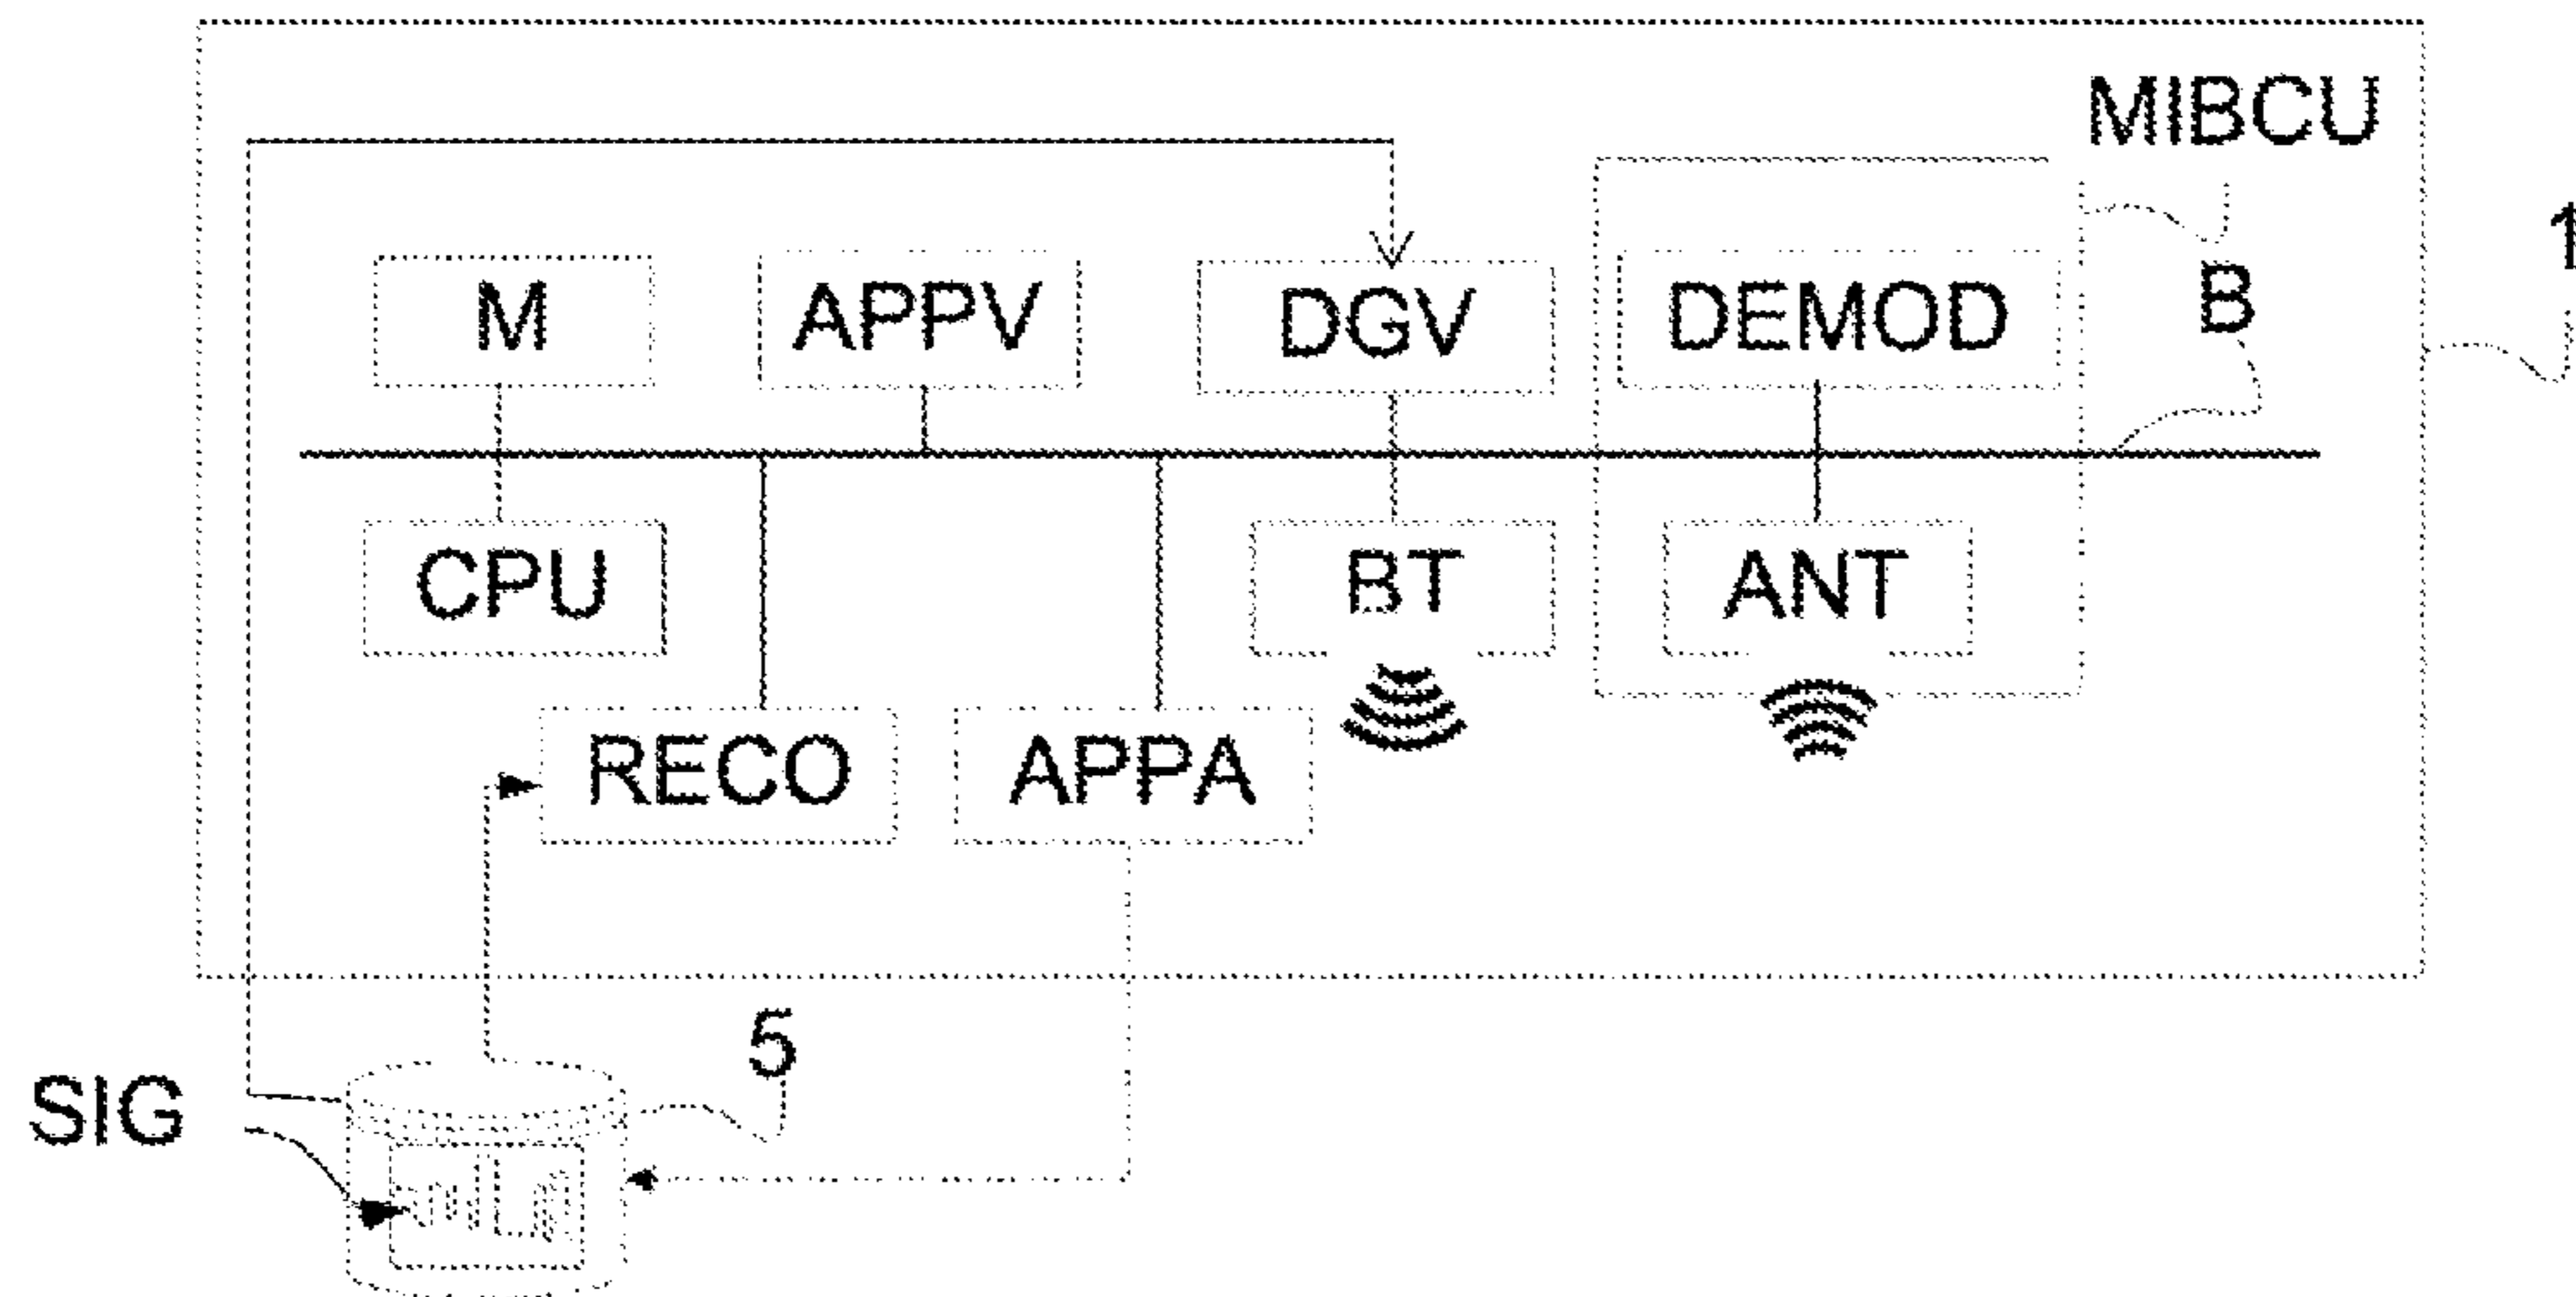 MIBCU
1
M
APPV
DGV
DEMOD
B
CPU
BT
ANT
RECO
APPA
5
SIG